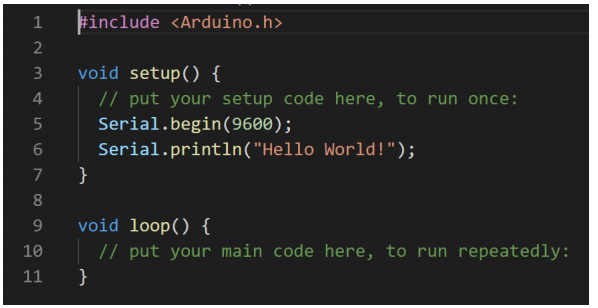 1 #include <Arduino.h>
2
3 void setup() {
4 // put your setup code here, to run once:
5 Serial.begin(9600);
6 Serial.println("Hello World!");
7 }
8
9 void loop() {
10 // put your main code here, to run repeatedly:
11 }